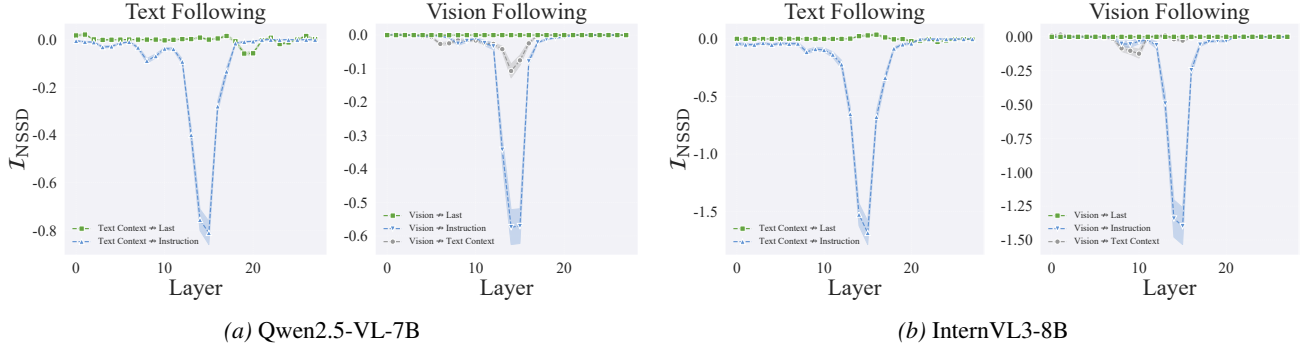 Text Following
Vision Following
Text Following
Vision Following
0.0
-0.2
-0.4
-0.6
-0.8
0.0
-0.1
-0.2
-0.3
-0.4
-0.5
-0.6
0.0
-0.5
-1.0
-1.5
0.00
-0.25
-0.50
-0.75
-1.00
-1.25
-1.50
𝓘NSSD
𝓘NSSD
Text Context ↛ Last
Text Context ↛ Instruction
Vision ↛ Last
Vision ↛ Instruction
Vision ↛ Text Context
Text Context ↛ Last
Text Context ↛ Instruction
Vision ↛ Last
Vision ↛ Instruction
Vision ↛ Text Context
0 10 20
0 10 20
0 10 20
0 10 20
Layer
Layer
Layer
Layer
(a) Qwen2.5-VL-7B
(b) InternVL3-8B